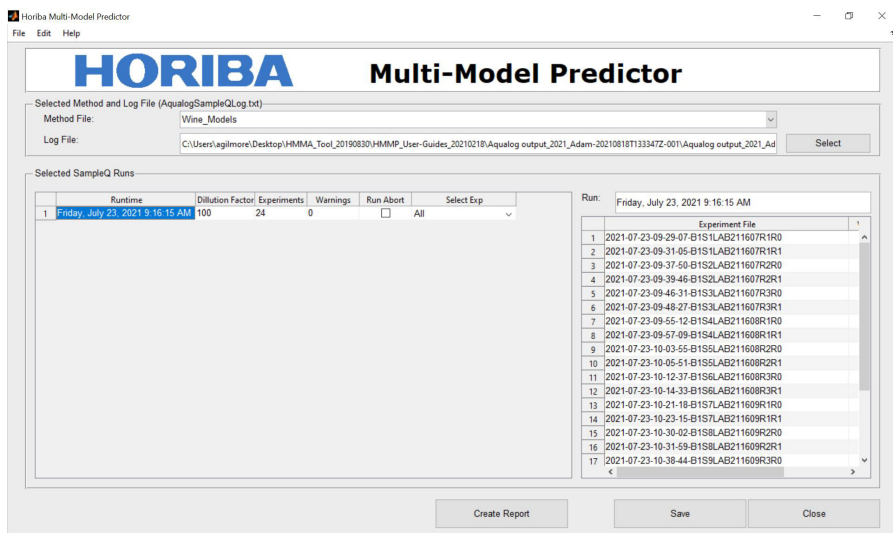 Horiba Multi-Model Predictor
File Edit Help
HORIBA Multi-Model Predictor
Selected Method and Log File (AqualogSampleQLog.txt)
Method File: Wine_Models
Log File: C:\Users\agilmore\Desktop\HMMA_Tool_20190830\HMMP_User-Guides_20210218\Aqualog output_2021_Adam-20210818T133347Z-001\Aqualog output_2021_Ad Select
Selected SampleQ Runs
Runtime Dillution Factor Experiments Warnings Run Abort Select Exp
1 Friday, July 23, 2021 9:16:15 AM 100 24 0 All
Run: Friday, July 23, 2021 9:16:15 AM
Experiment File
1 2021-07-23-09-29-07-B1S1LAB211607R1R0
2 2021-07-23-09-31-05-B1S1LAB211607R1R1
3 2021-07-23-09-37-50-B1S2LAB211607R2R0
4 2021-07-23-09-39-46-B1S2LAB211607R2R1
5 2021-07-23-09-46-31-B1S3LAB211607R3R0
6 2021-07-23-09-48-27-B1S3LAB211607R3R1
7 2021-07-23-09-55-12-B1S4LAB211608R1R0
8 2021-07-23-09-57-09-B1S4LAB211608R1R1
9 2021-07-23-10-03-55-B1S5LAB211608R2R0
10 2021-07-23-10-05-51-B1S5LAB211608R2R1
11 2021-07-23-10-12-37-B1S6LAB211608R3R0
12 2021-07-23-10-14-33-B1S6LAB211608R3R1
13 2021-07-23-10-21-18-B1S7LAB211609R1R0
14 2021-07-23-10-23-15-B1S7LAB211609R1R1
15 2021-07-23-10-30-02-B1S8LAB211609R2R0
16 2021-07-23-10-31-59-B1S8LAB211609R2R1
17 2021-07-23-10-38-44-B1S9LAB211609R3R0
Create Report Save Close